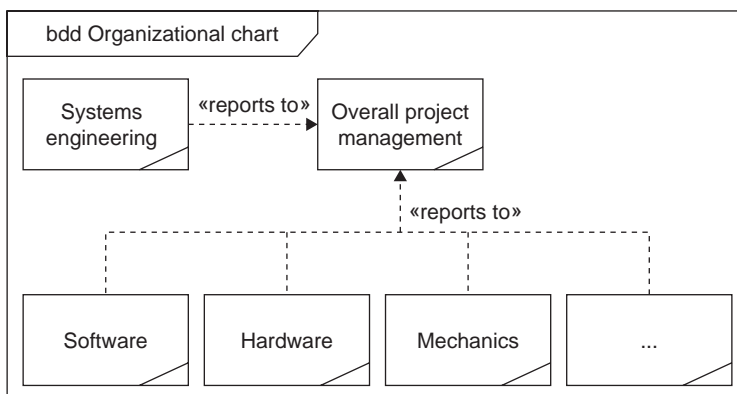 bdd Organizational chart
Systems
engineering
«reports to»
Overall project
management
«reports to»
Software
Hardware
Mechanics
...